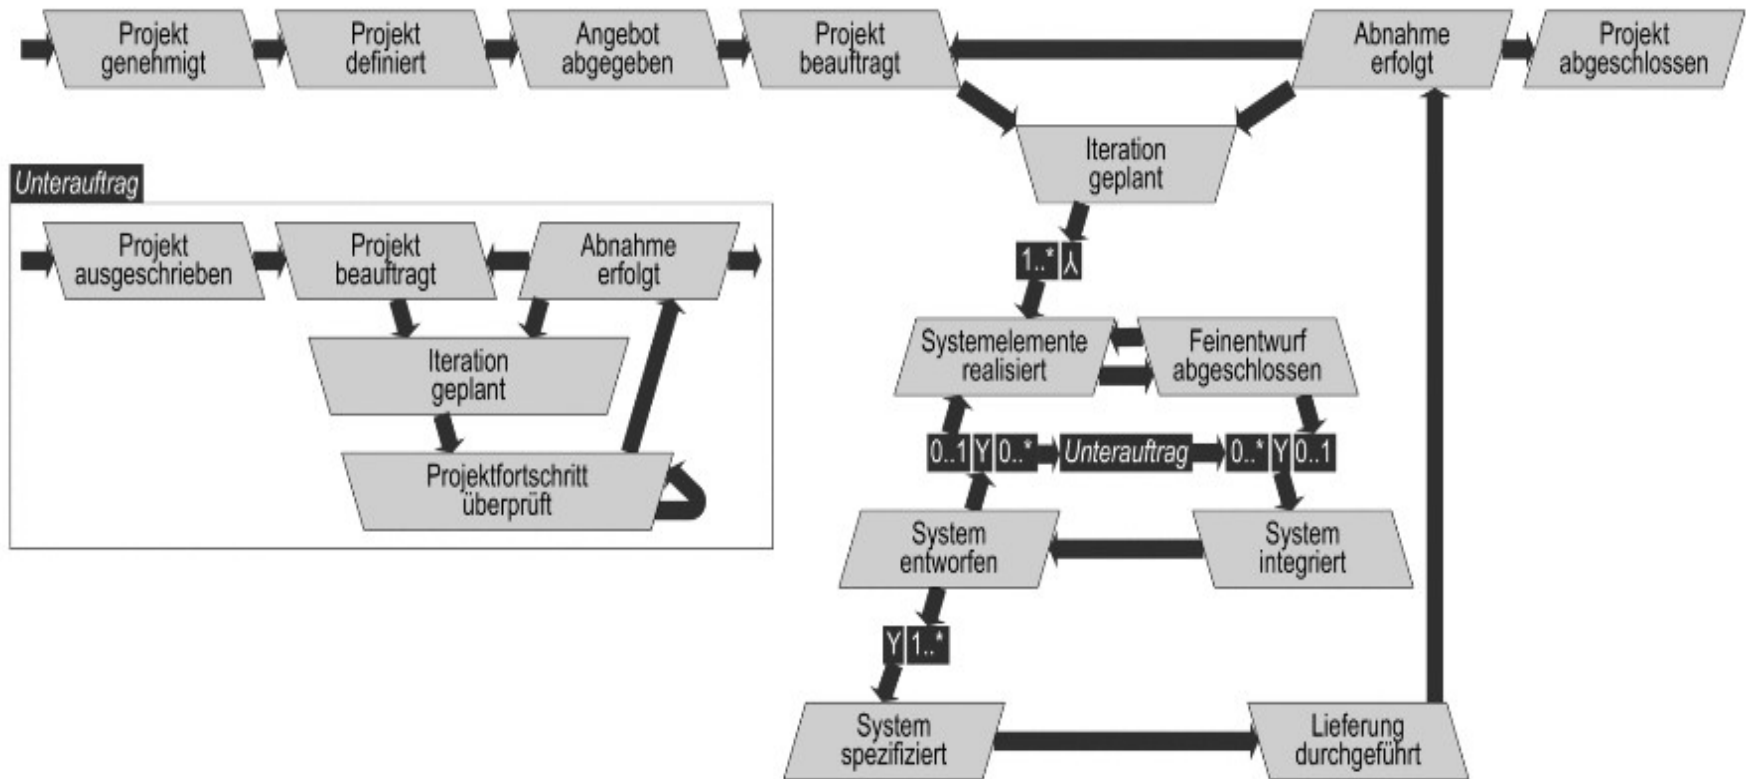 Projekt
genehmigt
Projekt
definiert
Angebot
abgegeben
Projekt
beauftragt
Abnahme
erfolgt
Projekt
abgeschlossen
Iteration
geplant
Unterauftrag
Projekt
ausgeschrieben
Projekt
beauftragt
Abnahme
erfolgt
Iteration
geplant
Projektfortschritt
überprüft
1..* ⅄
Systemelemente
realisiert
Feinentwurf
abgeschlossen
0..1 Y 0..* Unterauftrag 0..* Y 0..1
System
entworfen
System
integriert
Y 1..*
System
spezifiziert
Lieferung
durchgeführt